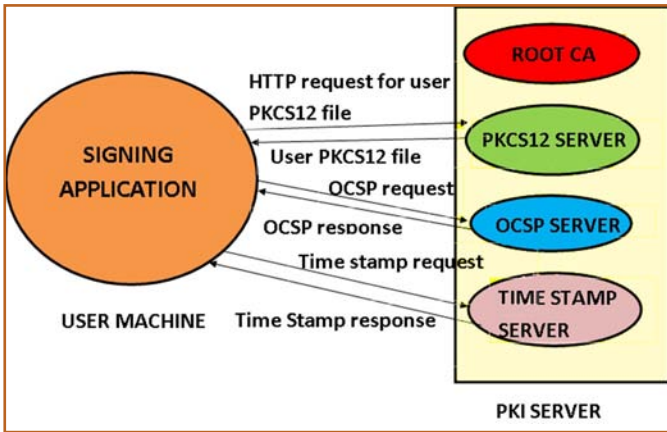 ROOT CA
HTTP request for user
PKCS12 file
PKCS12 SERVER
SIGNING
APPLICATION
User PKCS12 file
OCSP request
OCSP SERVER
OCSP response
Time stamp request
TIME STAMP
SERVER
USER MACHINE
Time Stamp response
PKI SERVER